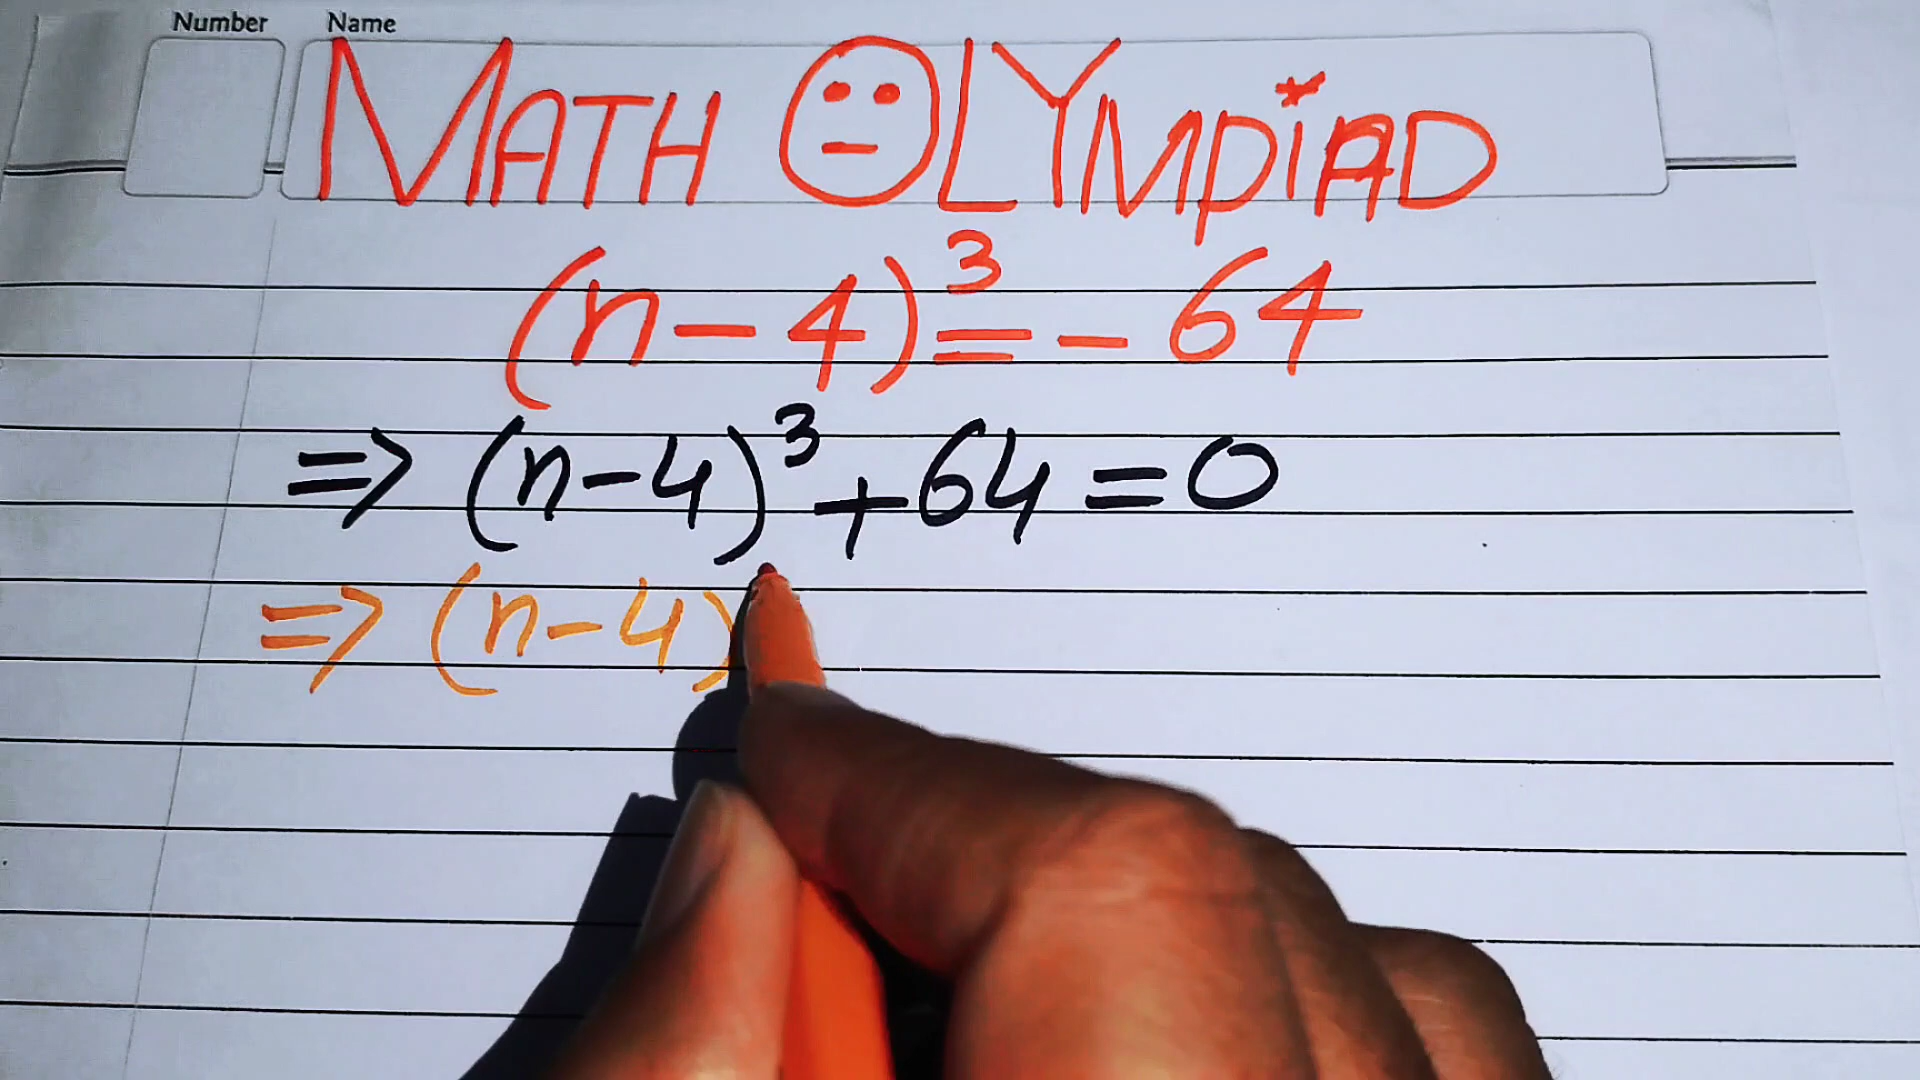 Number Name
MATH OLYMPIAD
(n-4)³=-64
=> (n-4)³+64=0
=> (n-4)